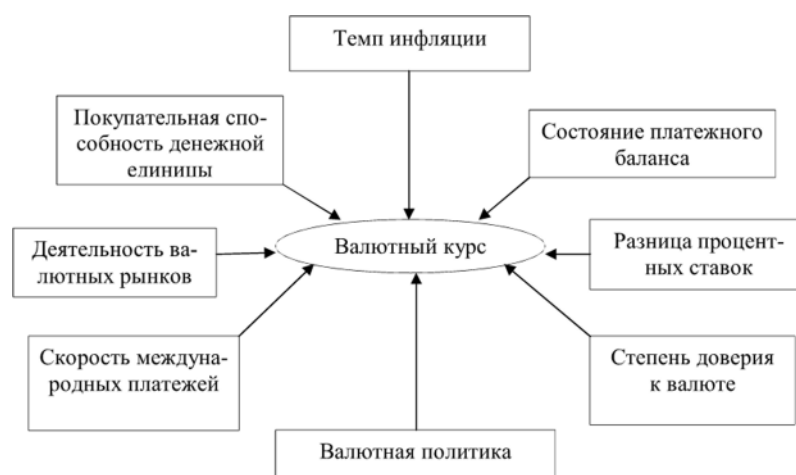 Темп инфляции
Покупательная спо-
собность денежной
единицы
Состояние платежного
баланса
Деятельность ва-
лютных рынков
Валютный курс
Разница процент-
ных ставок
Скорость междуна-
родных платежей
Степень доверия
к валюте
Валютная политика